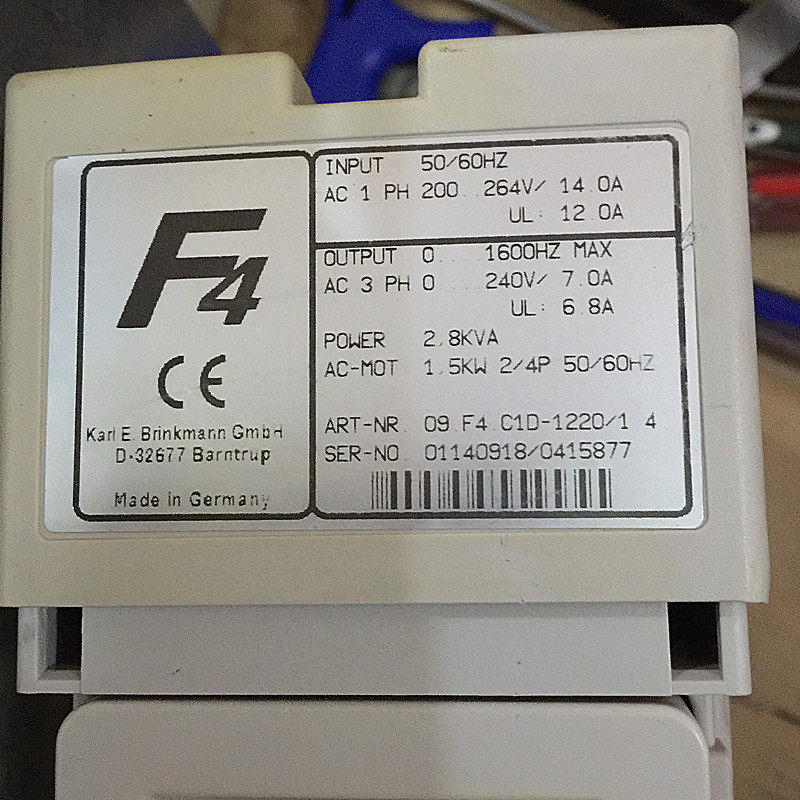 F4
CE
Karl E. Brinkmann GmbH
D-32677 Barntrup
Made in Germany
INPUT 50/60HZ
AC 1 PH 200...264V/ 14.0A
UL: 12.0A
OUTPUT 0....1600HZ MAX
AC 3 PH 0....240V/ 7.0A
UL: 6.8A
POWER 2.8KVA
AC-MOT 1.5KW 2/4P 50/60HZ
ART-NR. 09.F4.C1D-1220/1.4
SER-NO. 01140918/0415877